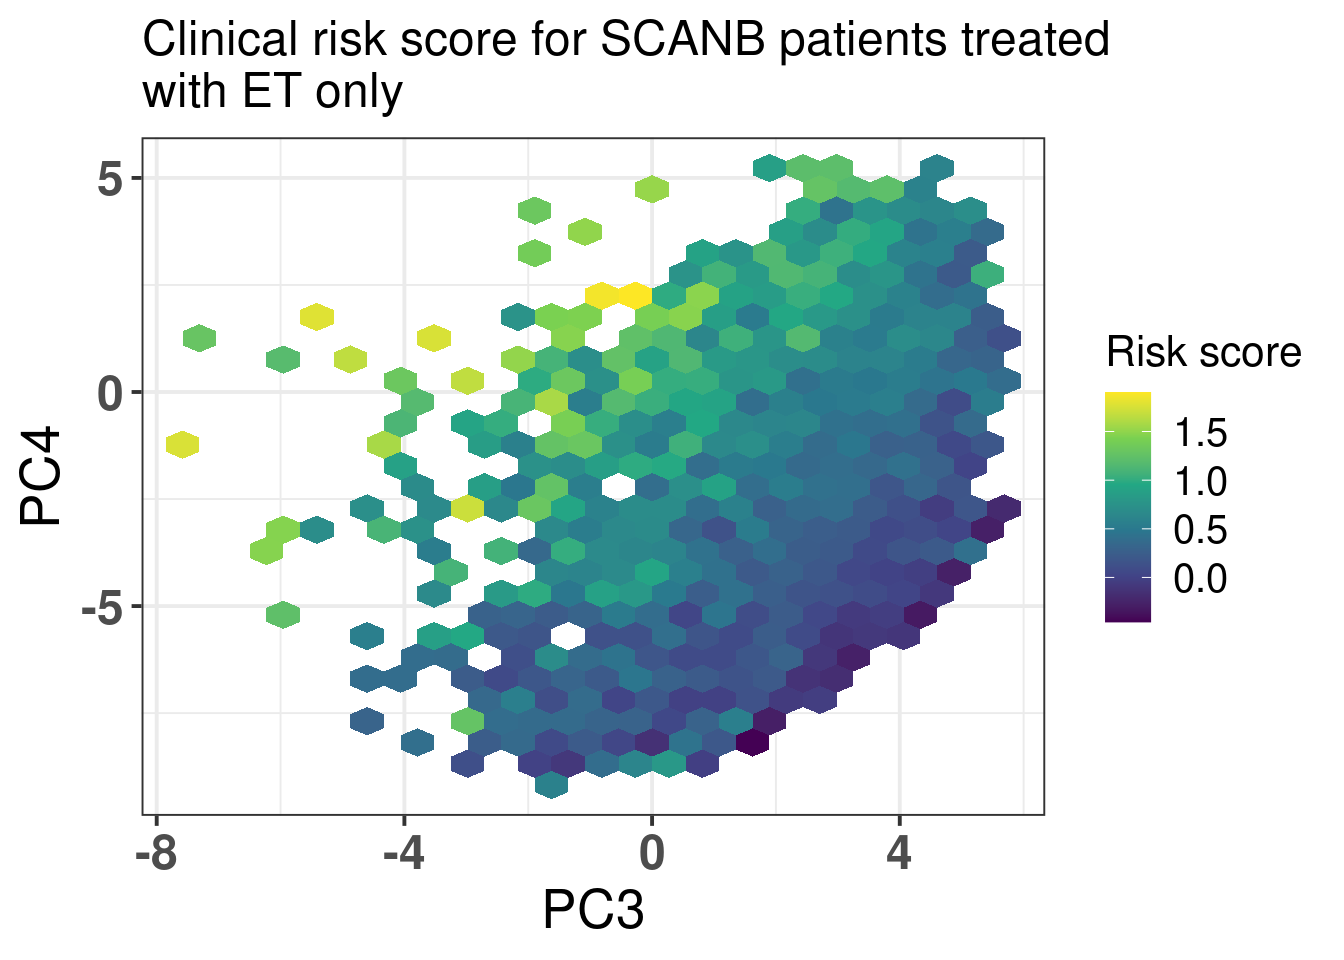 Clinical risk score for SCANB patients treated
with ET only
5
0
-5
PC4
-8
-4
0
4
PC3
Risk score
1.5
1.0
0.5
0.0